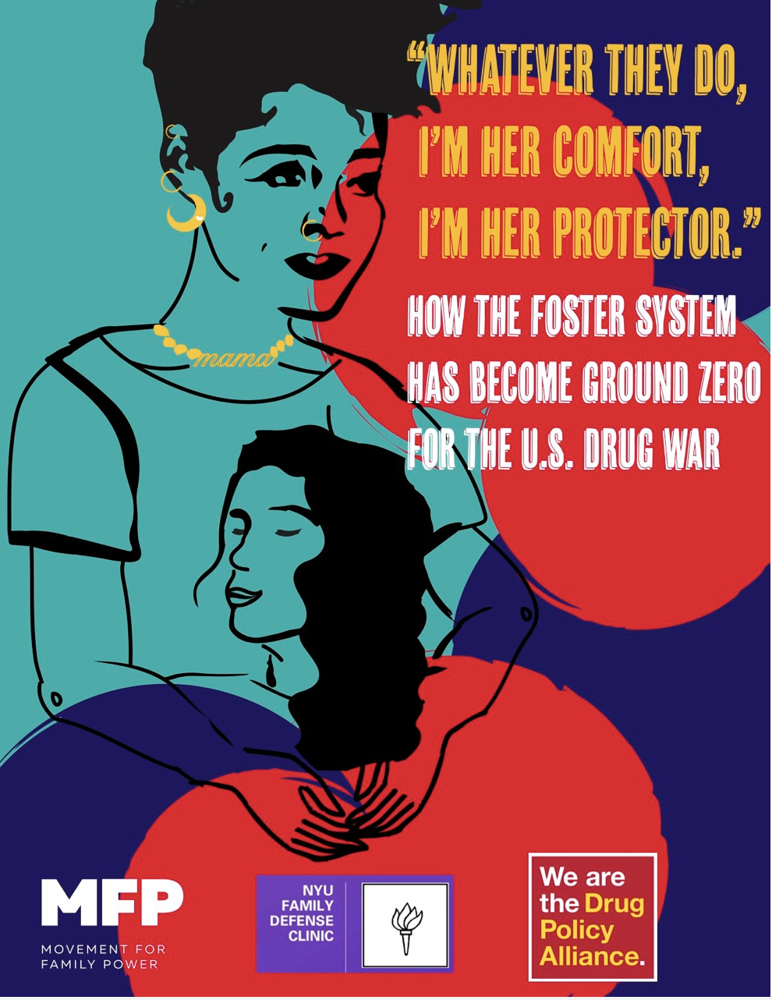 “WHATEVER THEY DO,
I’M HER COMFORT,
I’M HER PROTECTOR.”
HOW THE FOSTER SYSTEM
HAS BECOME GROUND ZERO
FOR THE U.S. DRUG WAR
mama
MFP
MOVEMENT FOR
FAMILY POWER
NYU
FAMILY
DEFENSE
CLINIC
We are
the Drug
Policy
Alliance.